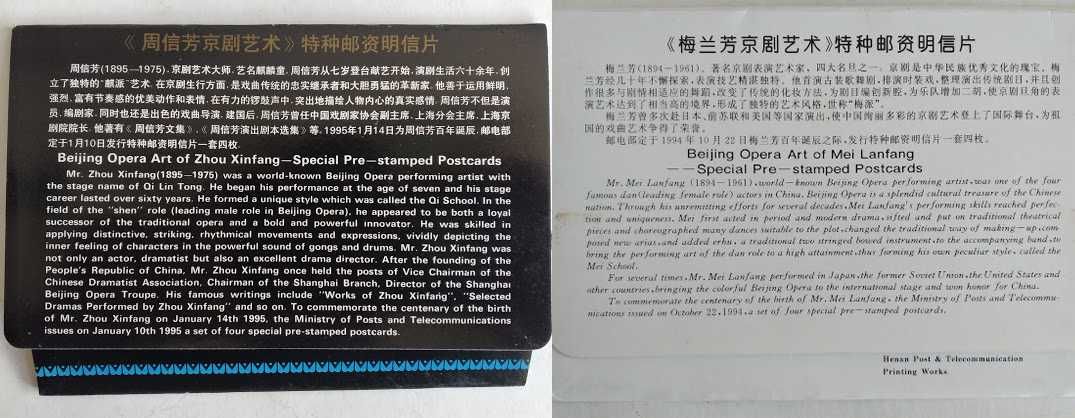 《周信芳京剧艺术》特种邮资明信片
周信芳(1895—1975),京剧艺术大师,艺名麒麟童,周信芳从七岁登台献艺开始,演剧生活六十余年,创
立了独特的"麒派"艺术,在京剧生行方面,是戏曲传统的忠实继承者和大胆勇猛的革新家,他善于运用鲜明,
强烈,富有节奏感的优美动作和表情,在有力的锣鼓声中,突出地描绘人物内心的真实感情,周信芳不但是演
员,编剧家,同时也还是出色的戏曲导演,建国后,周信芳曾任中国戏剧家协会副主席,上海分会主席,上海京
剧院院长,他著有《周信芳文集》,《周信芳演出剧本选集》等,1995年1月14日为周信芳百年诞辰,邮电部
定于1月10日发行特种邮资明信片一套四枚.
Beijing Opera Art of Zhou Xinfang—Special Pre—stamped Postcards
Mr. Zhou Xinfang(1895—1975) was a world-known Beijing Opera performing artist with
the stage name of Qi Lin Tong. He began his performance at the age of seven and his stage
career lasted over sixty years. He formed a unique style which was called the Qi School. In the
field of the "shen" role (leading male role in Beijing Opera), he appeared to be both a loyal
successor of the traditional opera and a bold and powerful innovator. He was skilled in
applying distinctive, striking, rhythmical movements and expressions, vividly depicting the
inner feeling of characters in the powerful sound of gongs and drums. Mr. Zhou Xinfang was
not only an actor, dramatist but also an excellent drama director. After the founding of the
People's Republic of China, Mr. Zhou Xinfang once held the posts of Vice Chairman of the
Chinese Dramatist Association, Chairman of the Shanghai Branch, Director of the Shanghai
Beijing Opera Troupe. His famous writings include "Works of Zhou Xinfang", "Selected
Dramas Performed by Zhou Xinfang" and so on. To commemorate the centenary of the birth
of Mr. Zhou Xinfang on January 14th 1995, the Ministry of Posts and Telecommunications
issues on January 10th 1995 a set of four special pre-stamped postcards.
《梅兰芳京剧艺术》特种邮资明信片
梅兰芳(1894—1961),著名京剧表演艺术家,四大名旦之一。京剧是中华民族优秀文化的瑰宝。梅
兰芳经几十年不懈探索,表演技艺精湛独特。他首演古装歌舞剧,排演时装戏,整理演出传统剧目,并且创
作很多与剧情相适应的舞蹈,改变了传统的化妆方法,为剧目编创新腔,为乐队增加二胡,使京剧旦角的表
演艺术达到了相当高的境界,形成了独特的艺术风格,世称“梅派”。
梅兰芳曾多次赴日本、前苏联和美国等国家演出,使中国绚丽多彩的京剧艺术登上了国际舞台,为祖
国的戏曲艺术争得了荣誉。
邮电部定于1994年10月22日梅兰芳百年诞辰之际,发行特种邮资明信片一套四枚。
Beijing Opera Art of Mei Lanfang
——Special Pre—stamped Postcards
Mr. Mei Lanfang (1894—1961),world—known Beijing Opera performing artist,was one of the four
famous dan(leading female role) actors in China. Beijing Opera is a splendid cultural treasure of the Chinese
nation. Through his unremitting efforts for several decades,Mei Lanfang's performing skills reached perfec-
tion and uniqueness. Mei first acted in period and modern drama,sifted and put on traditional theatrical
pieces and choreographed many dances suitable to the plot,changed the traditional way of making—up,com-
posed new arias,and added erhu, a traditional two stringed bowed instrument,to the accompanying band,to
bring the performing art of the dan role to a high attainment,thus forming his own peculiar style, called the
Mei School.
For several times,Mr. Mei Lanfang performed in Japan,the former Soviet Union,the United States and
other countries,bringing the colorful Beijing Opera to the international stage and won honor for China.
To commemorate the centenary of the birth of Mr. Mei Lanfang, the Ministry of Posts and Telecommu-
nications issued on October 22,1994,a set of four special pre—stamped postcards.
Henan Post & Telecommunication
Printing Works